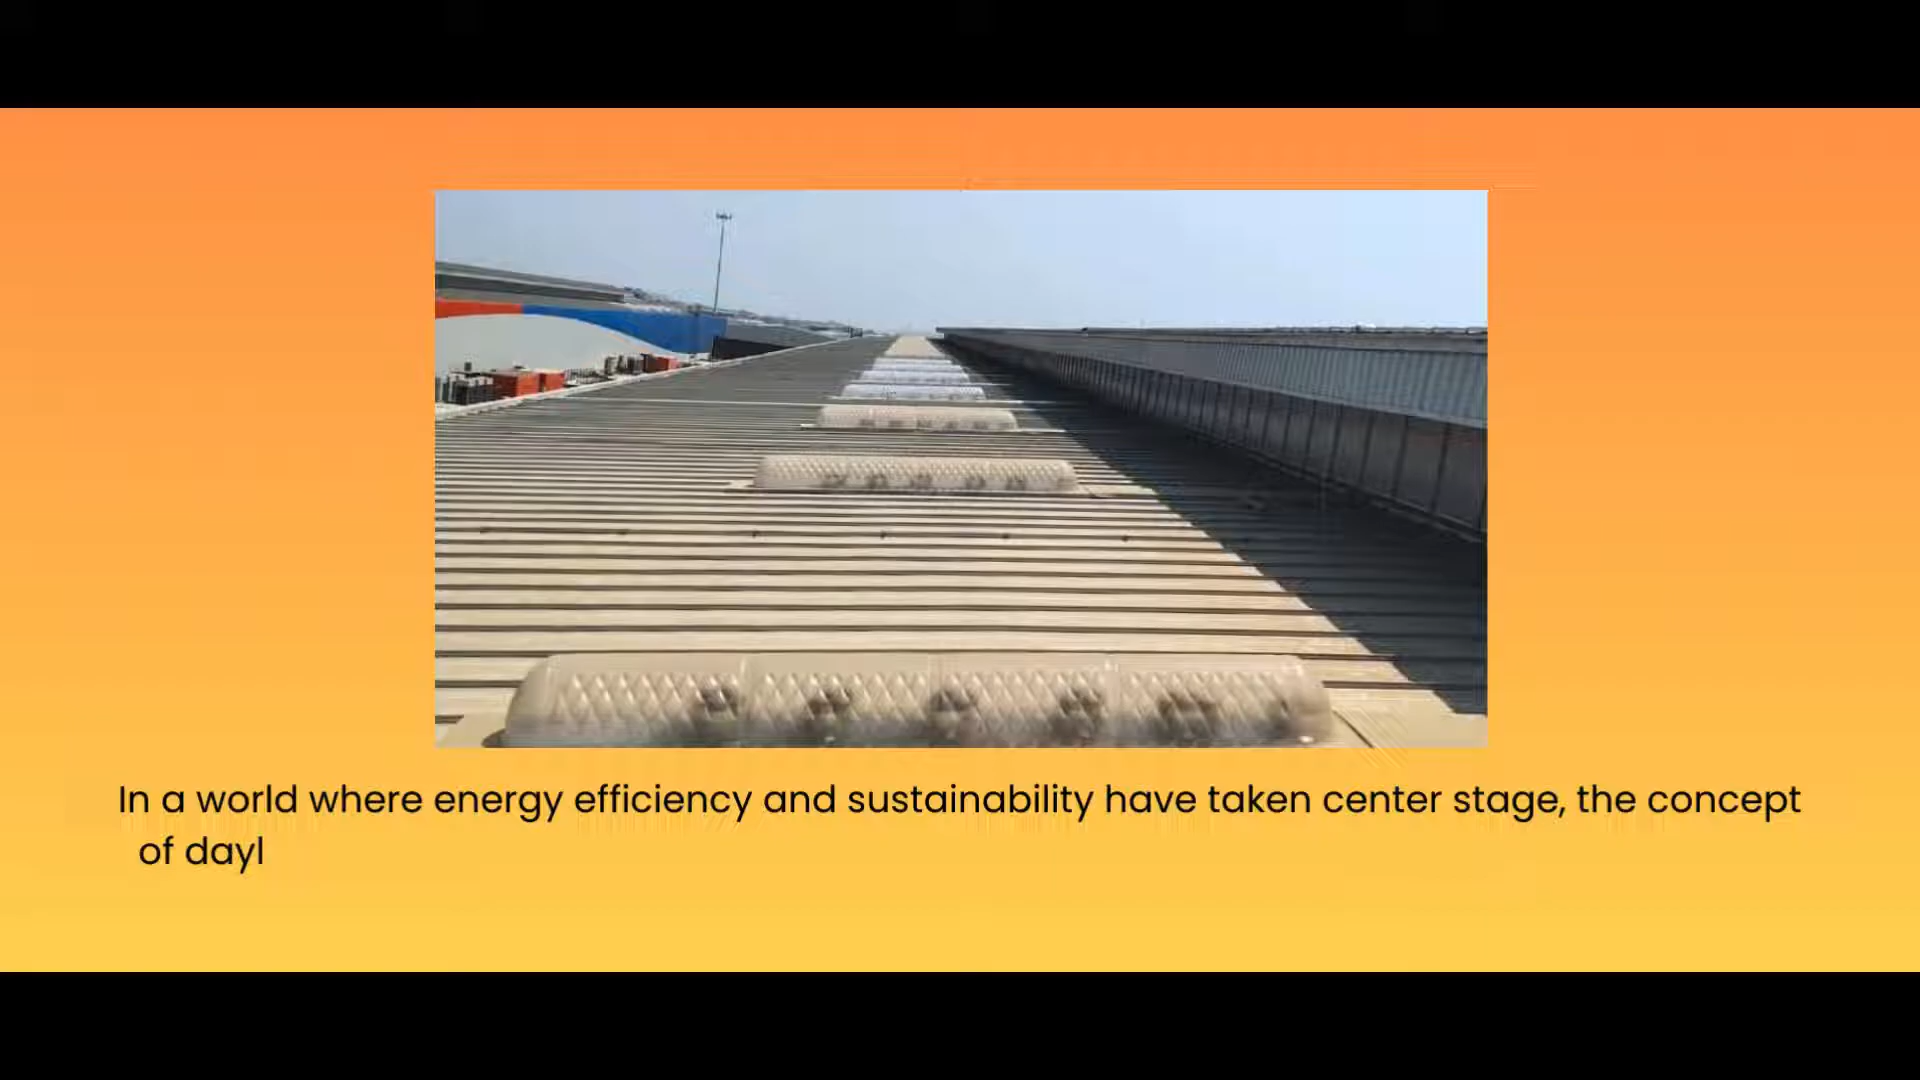 In a world where energy efficiency and sustainability have taken center stage, the concept
of dayl